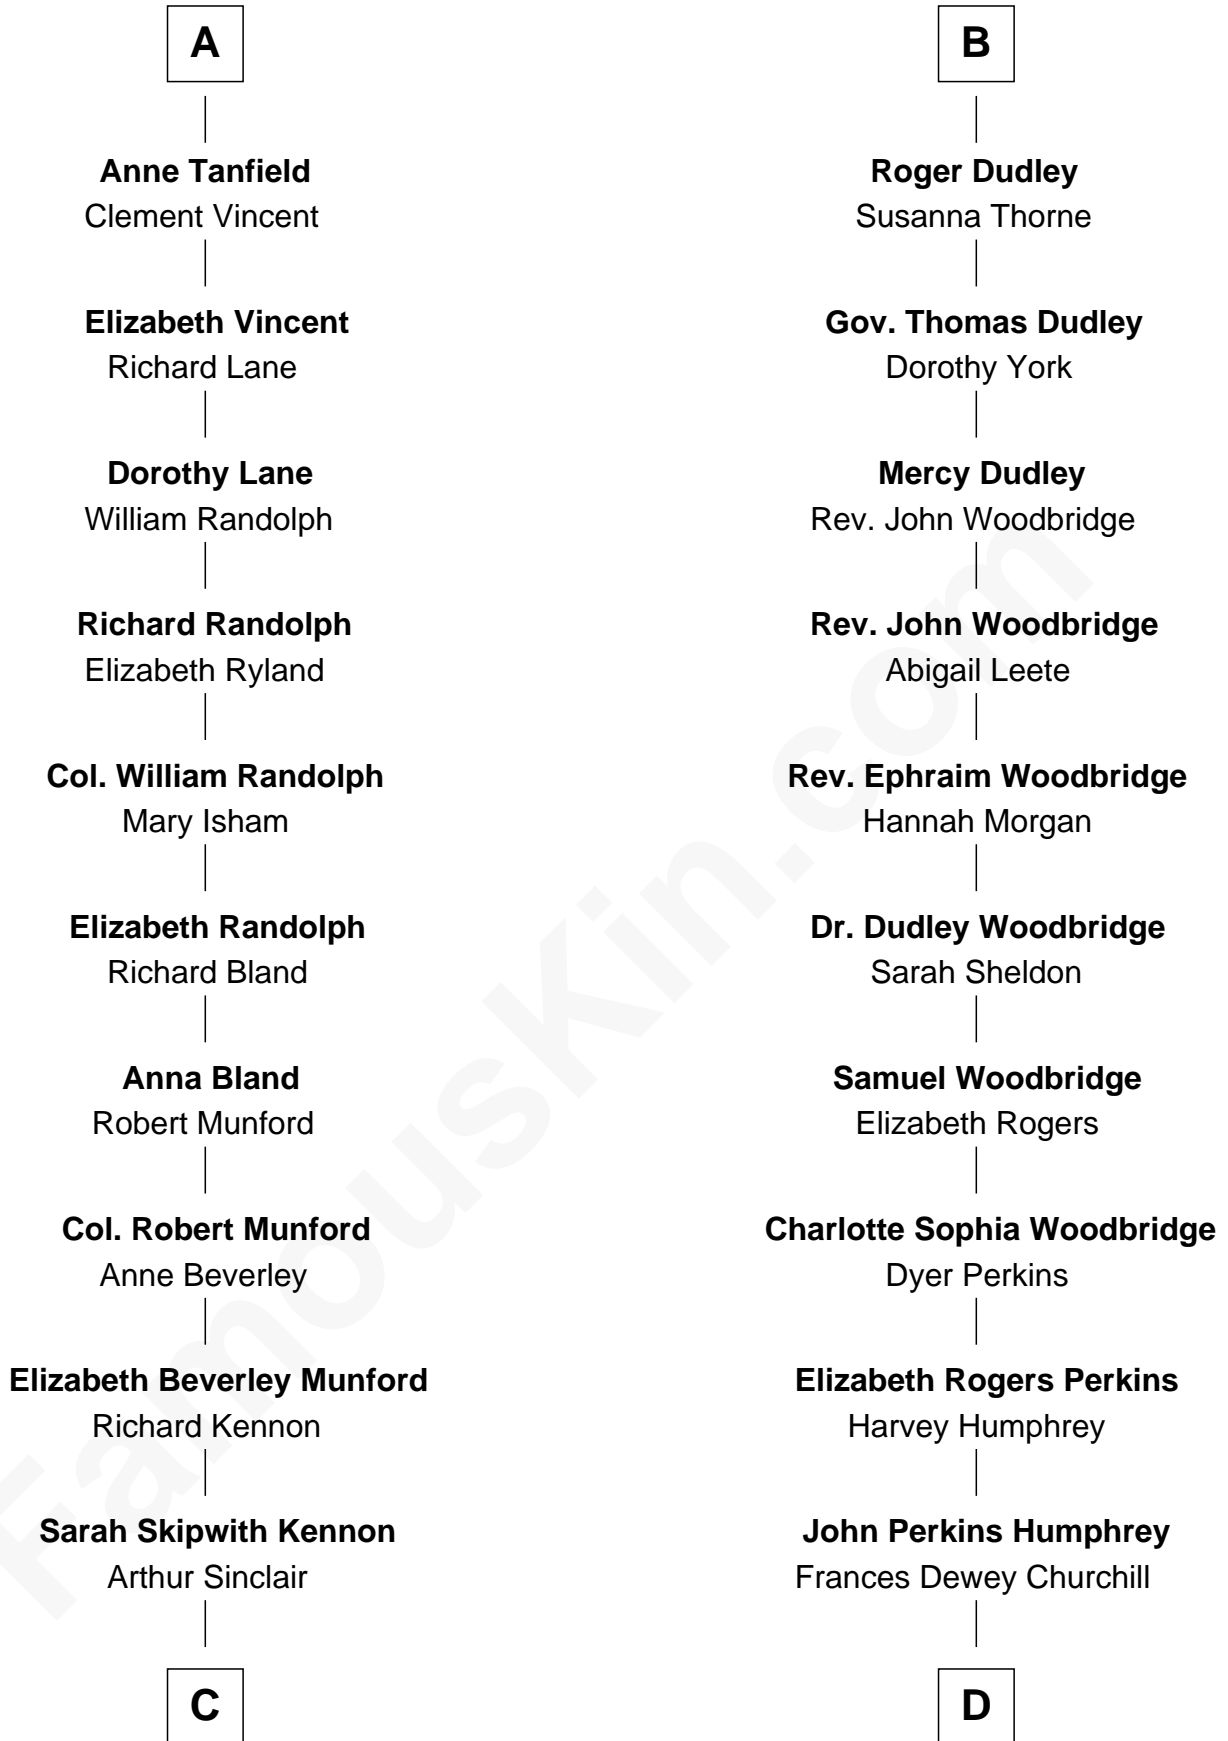 A
Anne Tanfield
Clement Vincent
Elizabeth Vincent
Richard Lane
Dorothy Lane
William Randolph
Richard Randolph
Elizabeth Ryland
Col. William Randolph
Mary Isham
Elizabeth Randolph
Richard Bland
Anna Bland
Robert Munford
Col. Robert Munford
Anne Beverley
Elizabeth Beverley Munford
Richard Kennon
Sarah Skipwith Kennon
Arthur Sinclair
C
B
Roger Dudley
Susanna Thorne
Gov. Thomas Dudley
Dorothy York
Mercy Dudley
Rev. John Woodbridge
Rev. John Woodbridge
Abigail Leete
Rev. Ephraim Woodbridge
Hannah Morgan
Dr. Dudley Woodbridge
Sarah Sheldon
Samuel Woodbridge
Elizabeth Rogers
Charlotte Sophia Woodbridge
Dyer Perkins
Elizabeth Rogers Perkins
Harvey Humphrey
John Perkins Humphrey
Frances Dewey Churchill
D
FamousKin.com